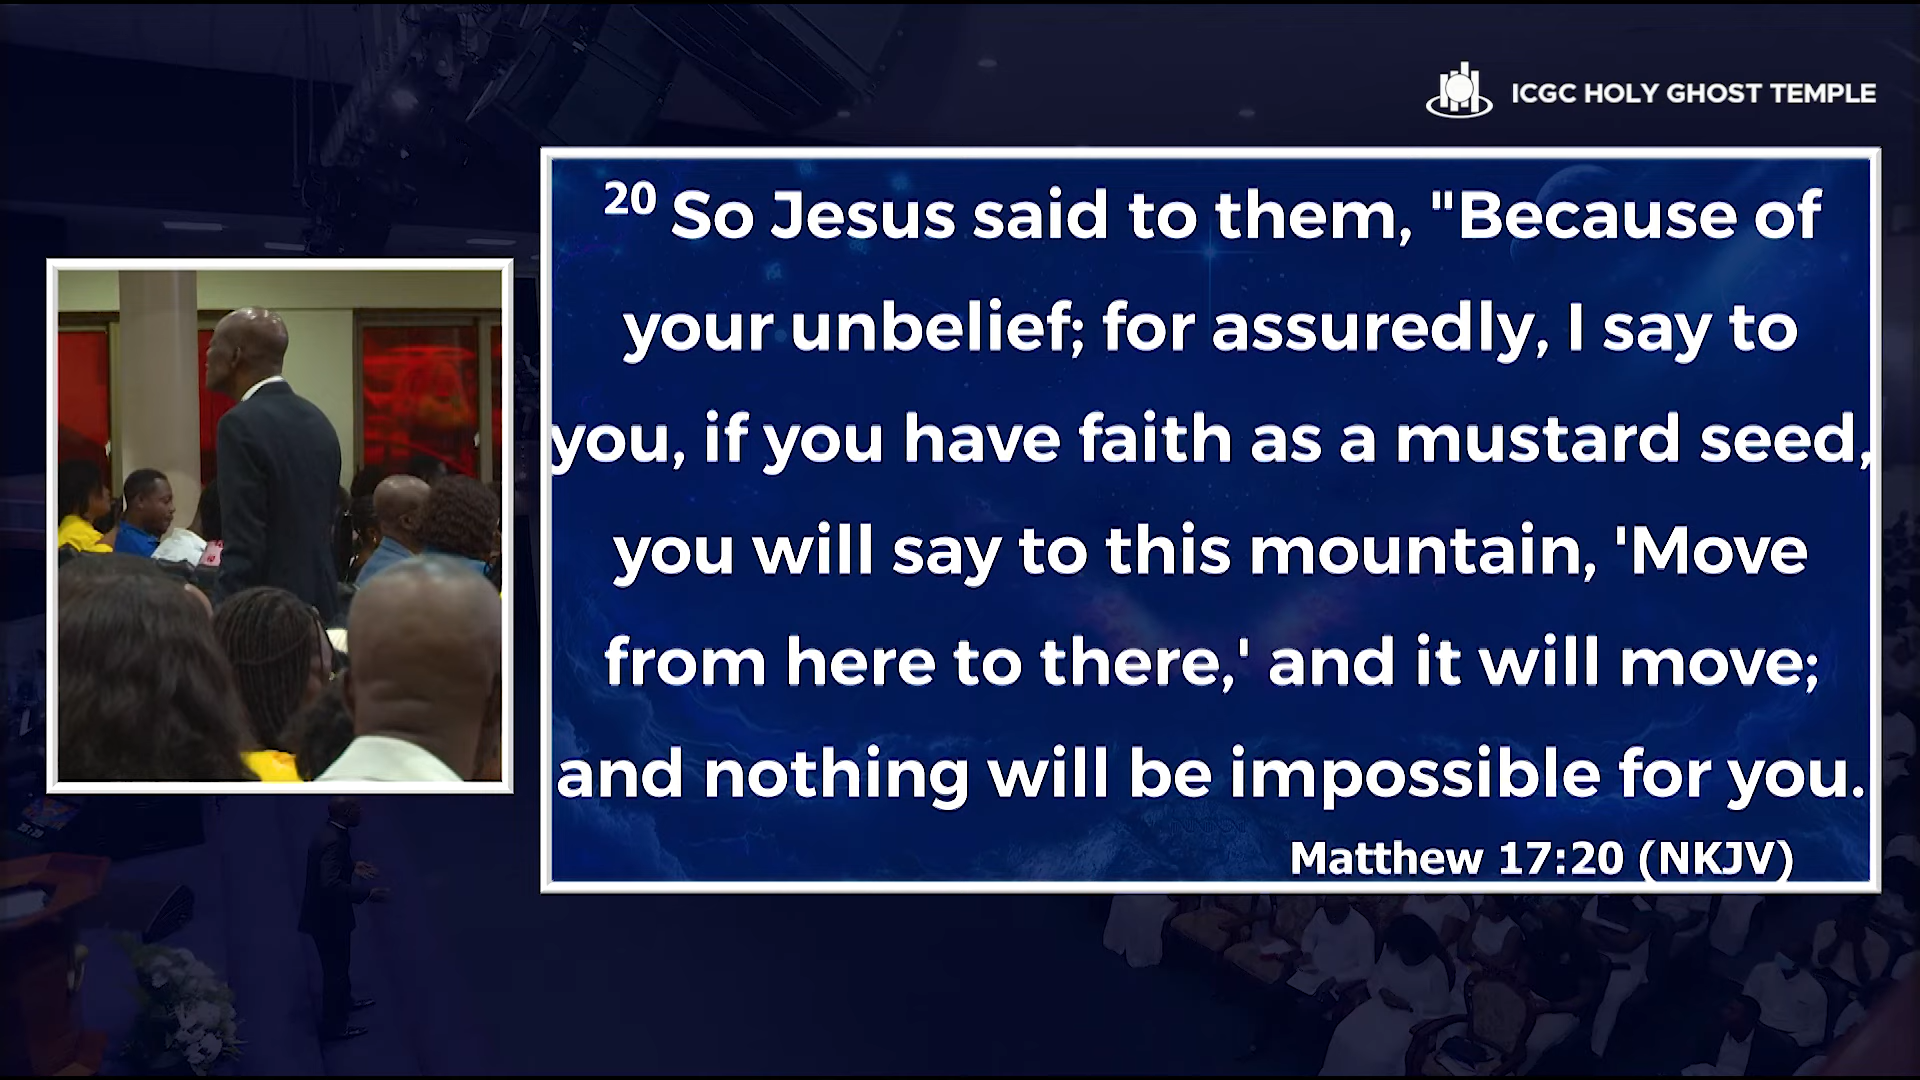 ICGC HOLY GHOST TEMPLE
20 So Jesus said to them, "Because of
your unbelief; for assuredly, I say to
you, if you have faith as a mustard seed,
you will say to this mountain, 'Move
from here to there,' and it will move;
and nothing will be impossible for you.
Matthew 17:20 (NKJV)